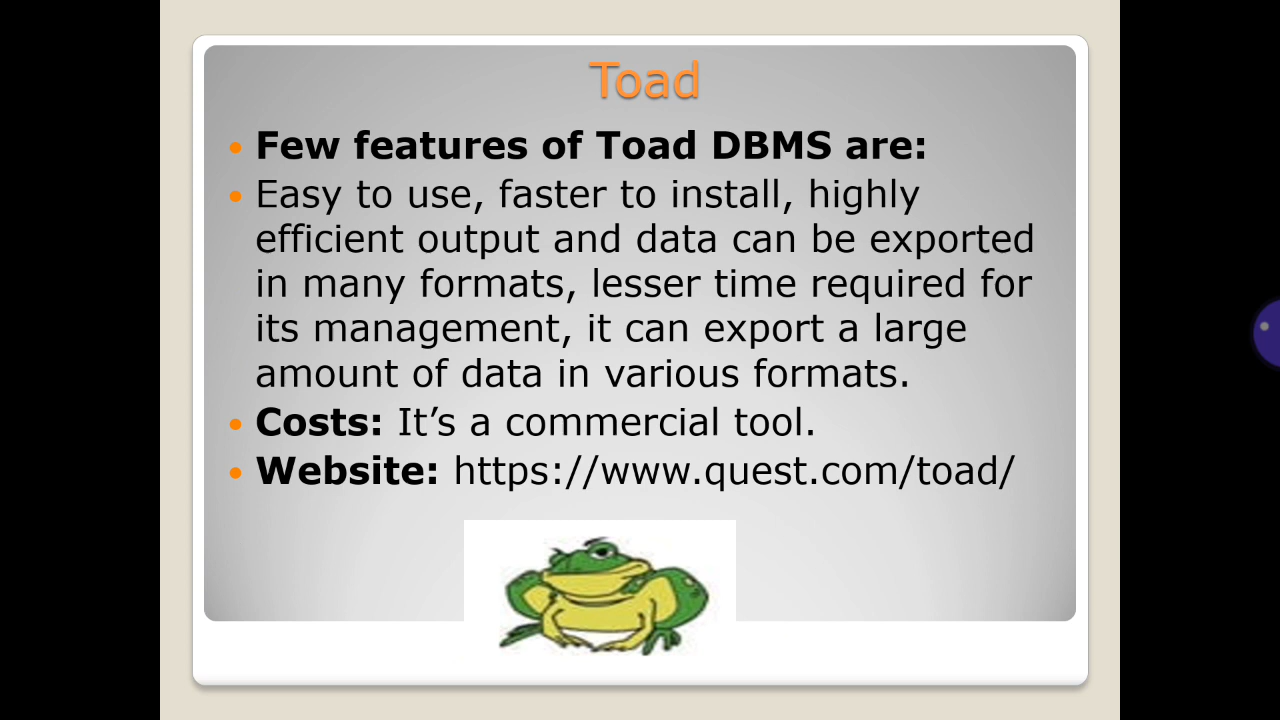 Toad
Few features of Toad DBMS are:
Easy to use, faster to install, highly
efficient output and data can be exported
in many formats, lesser time required for
its management, it can export a large
amount of data in various formats.
Costs: It’s a commercial tool.
Website: https://www.quest.com/toad/